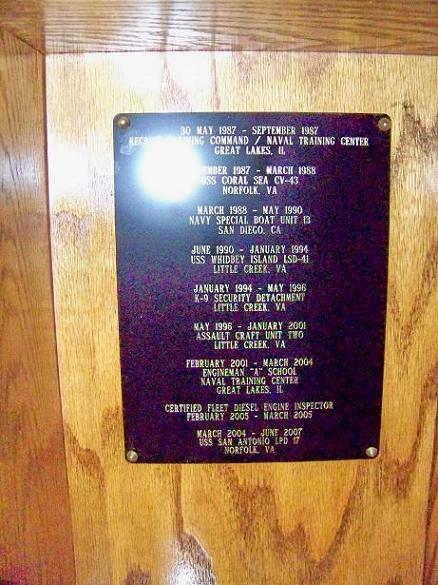 30 MAY 1987 - SEPTEMBER 1987
RECRUIT TRAINING COMMAND / NAVAL TRAINING CENTER
GREAT LAKES, IL
SEPTEMBER 1987 - MARCH 1988
USS CORAL SEA CV-43
NORFOLK, VA
MARCH 1988 - MAY 1990
NAVY SPECIAL BOAT UNIT 13
SAN DIEGO, CA
JUNE 1990 - JANUARY 1994
USS WHIDBEY ISLAND LSD-41
LITTLE CREEK, VA
JANUARY 1994 - MAY 1996
K-9 SECURITY DETACHMENT
LITTLE CREEK, VA
MAY 1996 - JANUARY 2001
ASSAULT CRAFT UNIT TWO
LITTLE CREEK, VA
FEBRUARY 2001 - MARCH 2004
ENGINEMAN "A" SCHOOL
NAVAL TRAINING CENTER
GREAT LAKES, IL
CERTIFIED FLEET DIESEL ENGINE INSPECTOR
FEBRUARY 2005 - MARCH 2005
MARCH 2004 - JUNE 2007
USS SAN ANTONIO LPD 17
NORFOLK, VA